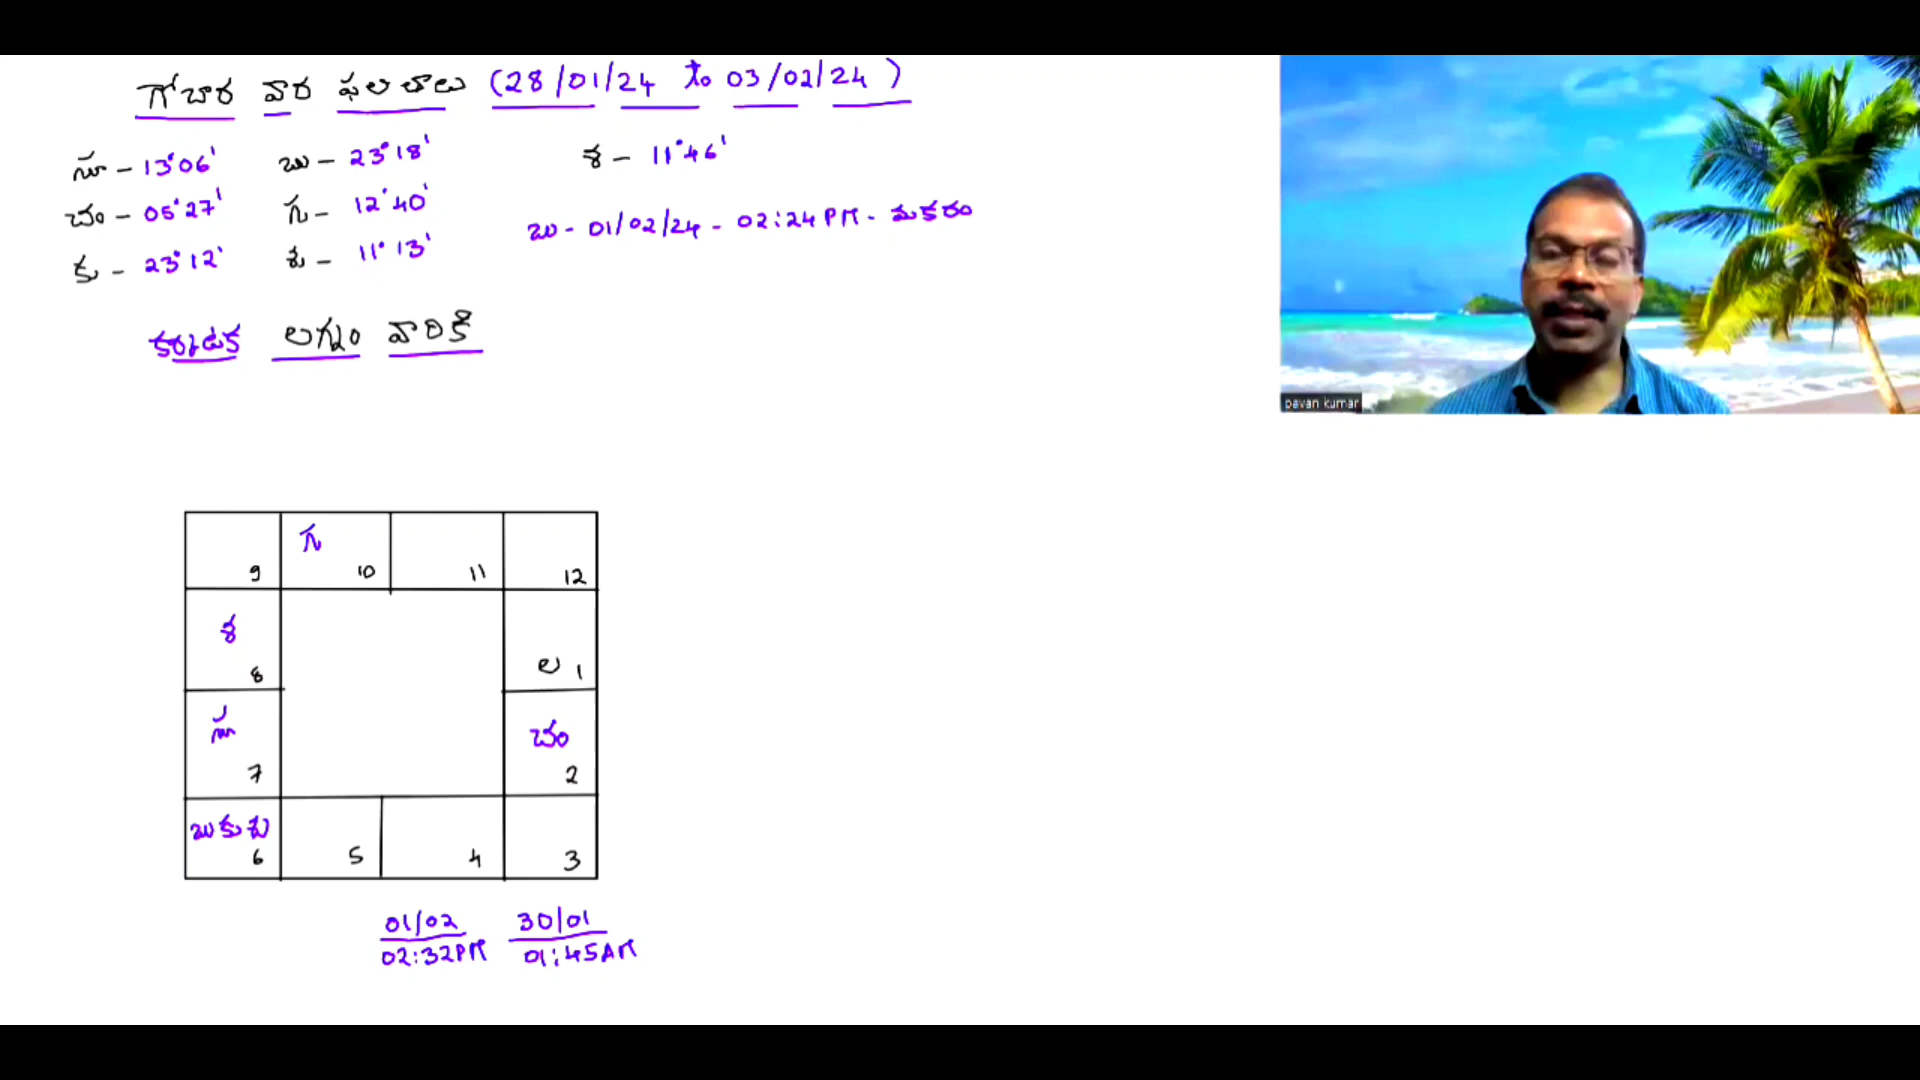 గోచార వార ఫలితాలు (28/01/24 to 03/02/24)
సూ - 13°06' బు - 23°18' శ - 11°46'
చం - 05°27' గు - 12°40'
బు - 01/02/24 - 02:24 PM - మకరం
కు - 23°12' శు - 11°13'
కర్కాటక లగ్నం వారికి
pavan kumar
గు
9 10 11 12
శ
8 ల 1
సూ చం
7 2
బు కు శు
6 5 4 3
01/02 30/01
02:32PM 01:45AM